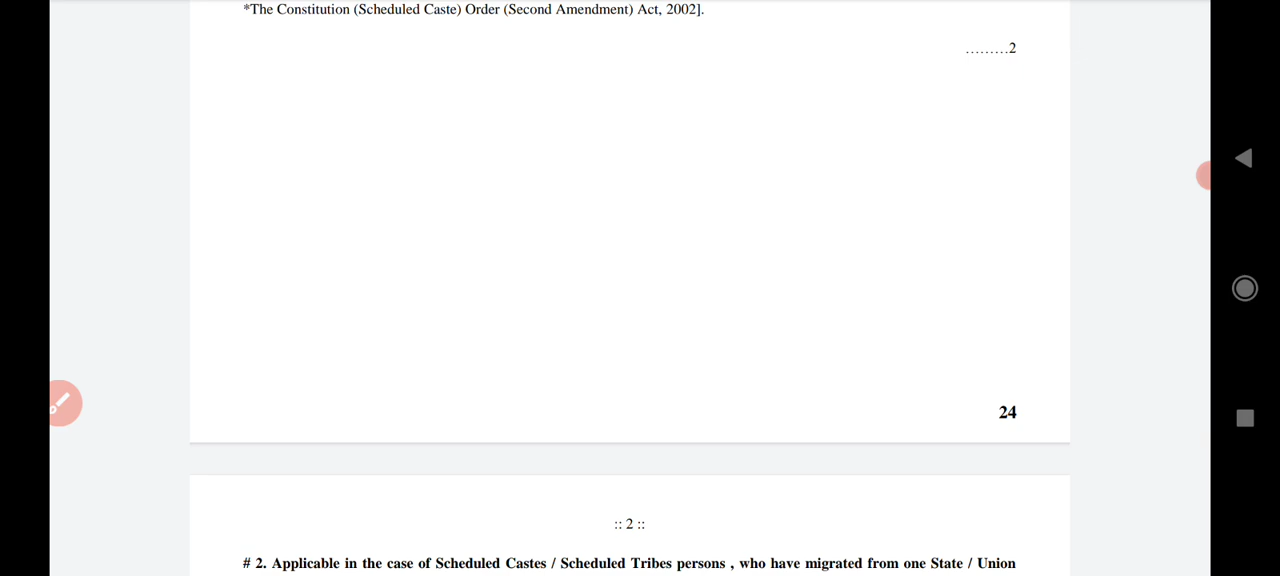 *The Constitution (Scheduled Caste) Order (Second Amendment) Act, 2002].
.........2
24
:: 2 ::
# 2. Applicable in the case of Scheduled Castes / Scheduled Tribes persons , who have migrated from one State / Union